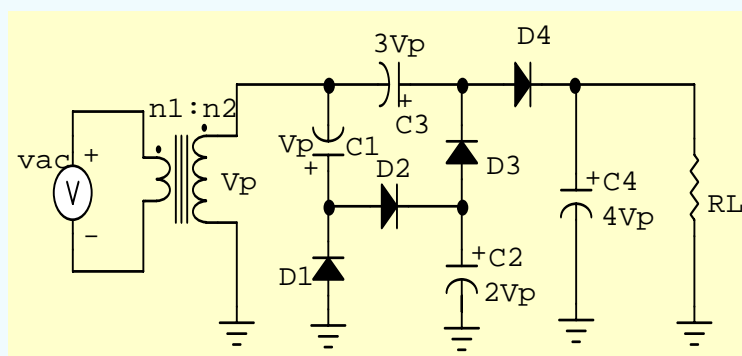 D4
3Vp
n1:n2
+
C3
Vp
C1
vac
+
V
Vp
+
D2
D3
+C4
4Vp
RL
−
D1
+C2
2Vp